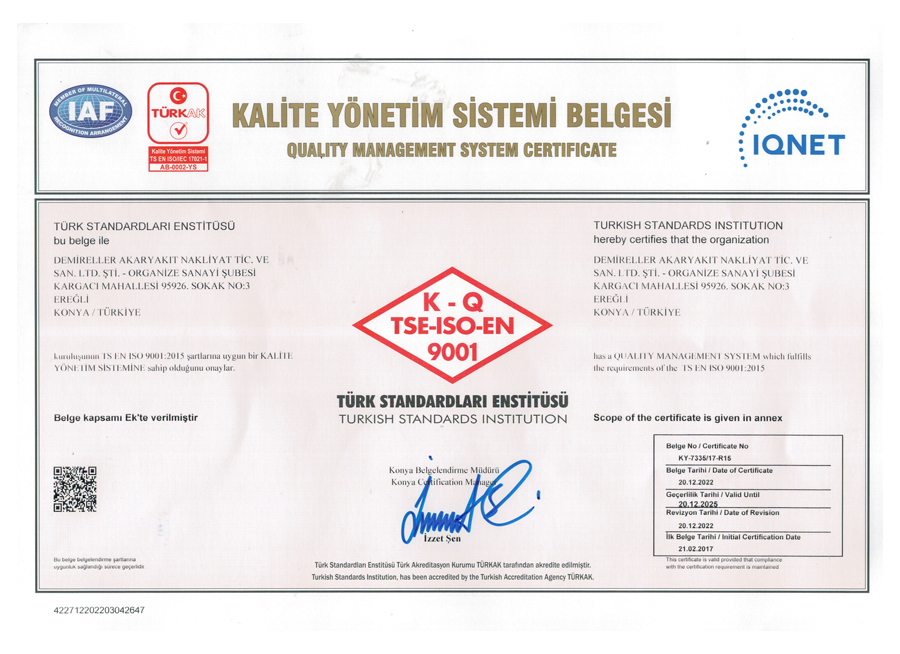 MEMBER OF MULTILATERAL
IAF
RECOGNITION ARRANGEMENT
TÜRKAK
Kalite Yönetim Sistemi
TS EN ISO/IEC 17021-1
AB-0002-YS
KALİTE YÖNETİM SİSTEMİ BELGESİ
QUALITY MANAGEMENT SYSTEM CERTIFICATE
IQNET
TÜRK STANDARDLARI ENSTİTÜSÜ
bu belge ile
DEMİRELLER AKARYAKIT NAKLİYAT TİC. VE
SAN. LTD. ŞTİ. - ORGANİZE SANAYİ ŞUBESİ
KARGACI MAHALLESİ 95926. SOKAK NO:3
EREĞLİ
KONYA / TÜRKİYE
kuruluşunun TS EN ISO 9001:2015 şartlarına uygun bir KALİTE
YÖNETİM SİSTEMİNE sahip olduğunu onaylar.
Belge kapsamı Ek'te verilmiştir
K - Q
TSE-ISO-EN
9001
TÜRK STANDARDLARI ENSTİTÜSÜ
TURKISH STANDARDS INSTITUTION
TURKISH STANDARDS INSTITUTION
hereby certifies that the organization
DEMİRELLER AKARYAKIT NAKLİYAT TİC. VE
SAN. LTD. ŞTİ. - ORGANİZE SANAYİ ŞUBESİ
KARGACI MAHALLESİ 95926. SOKAK NO:3
EREĞLİ
KONYA / TÜRKİYE
has a QUALITY MANAGEMENT SYSTEM which fulfills
the requirements of the TS EN ISO 9001:2015
Scope of the certificate is given in annex
Belge No / Certificate No
KY-7335/17-R15
Belge Tarihi / Date of Certificate
20.12.2022
Geçerlilik Tarihi / Valid Until
20.12.2025
Revizyon Tarihi / Date of Revision
20.12.2022
İlk Belge Tarihi / Initial Certification Date
21.02.2017
Konya Belgelendirme Müdürü
Konya Certification Manager
İzzet Şen
Bu belge belgelendirme şartlarına
uygunluk sağlandığı sürece geçerlidir.
This certificate is valid provided that compliance
with the certification requirement is maintained.
Türk Standardları Enstitüsü Türk Akreditasyon Kurumu TÜRKAK tarafından akredite edilmiştir.
Turkish Standards Institution, has been accredited by the Turkish Accreditation Agency TÜRKAK.
422712202203042647